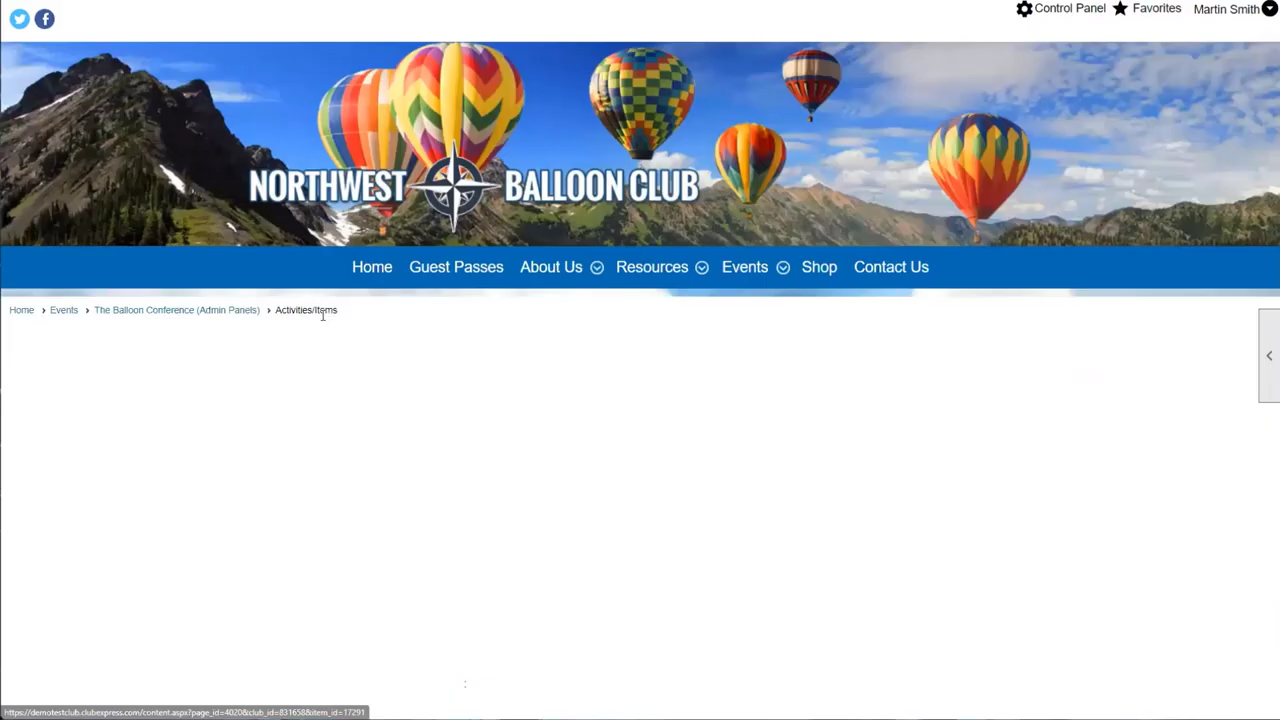 Control Panel Favorites Martin Smith
NORTHWEST BALLOON CLUB
Home Guest Passes About Us Resources Events Shop Contact Us
Home › Events › The Balloon Conference (Admin Panels) › Activities/Items
:
https://demotestclub.clubexpress.com/content.aspx?page_id=4020&club_id=831658&item_id=17291